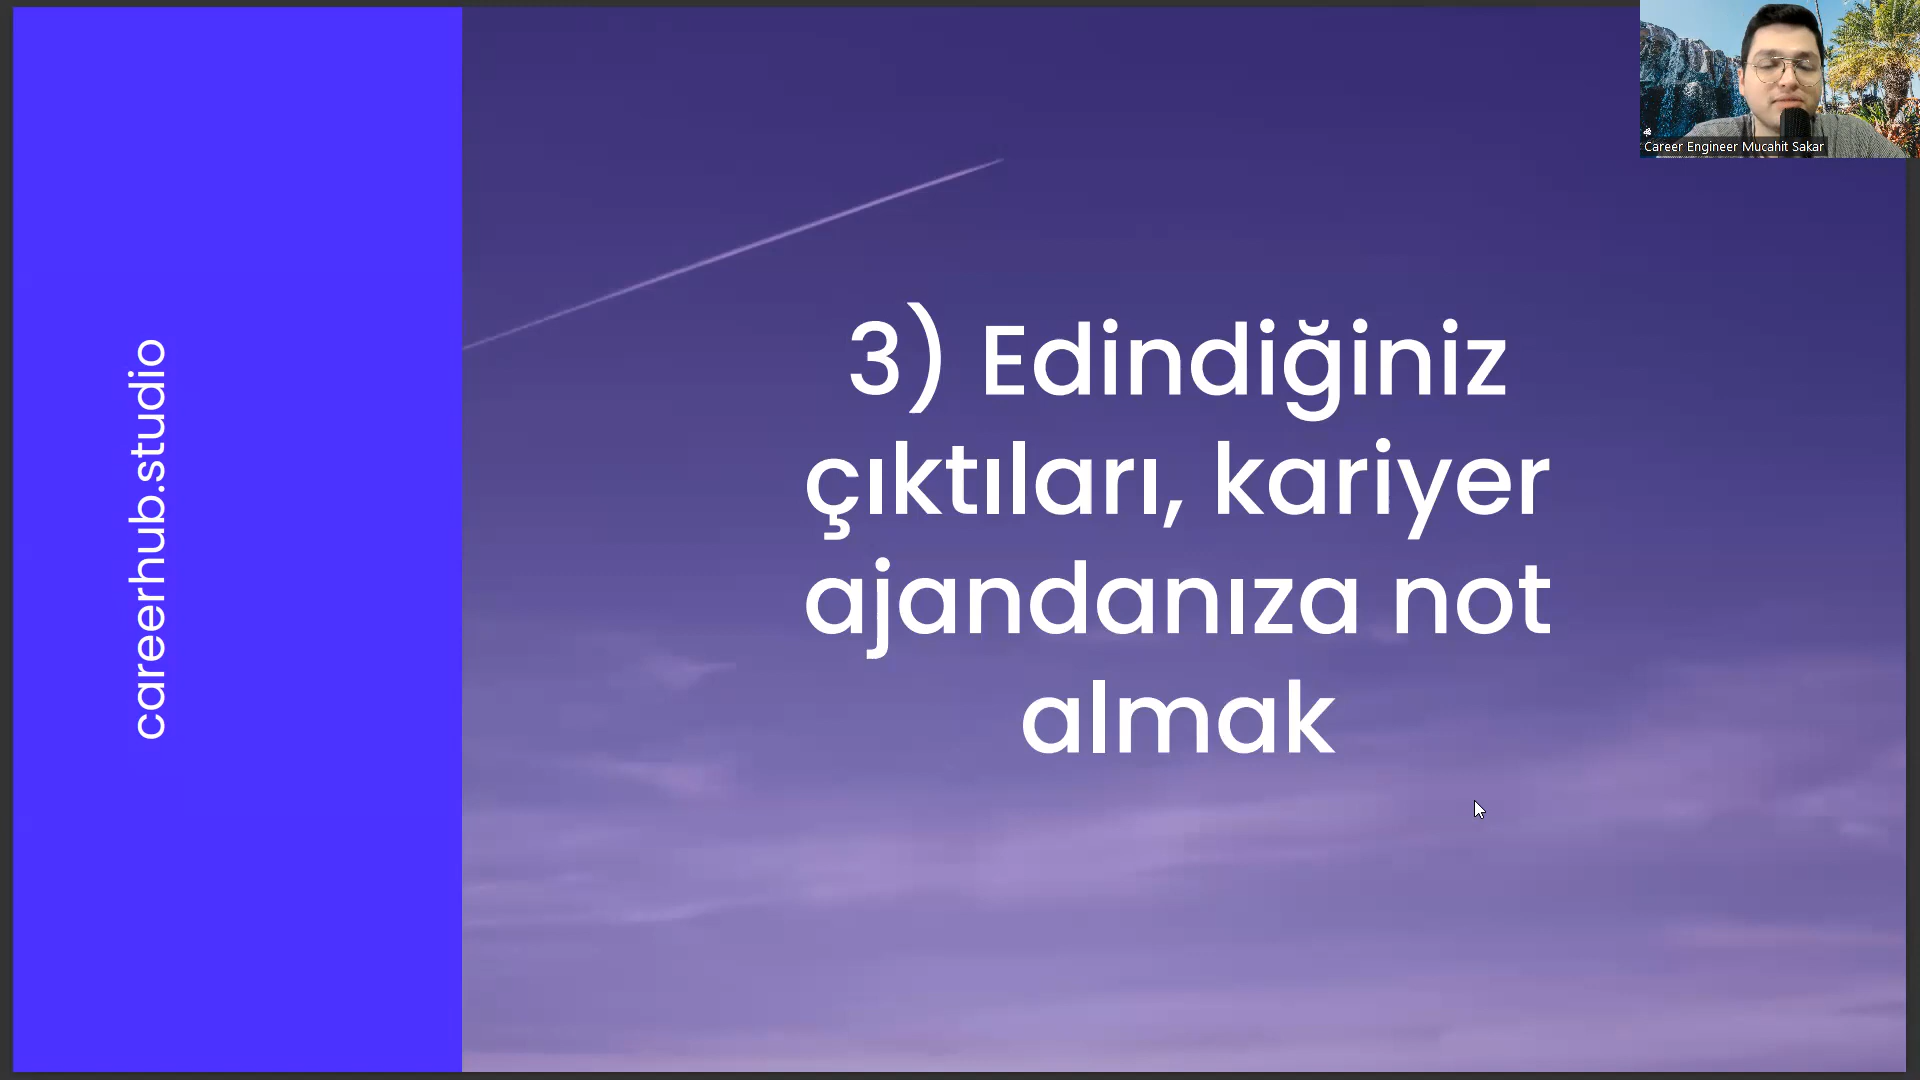 careerhub.studio
3) Edindiğiniz
çıktıları, kariyer
ajandanıza not
almak
Career Engineer Mucahit Sakar